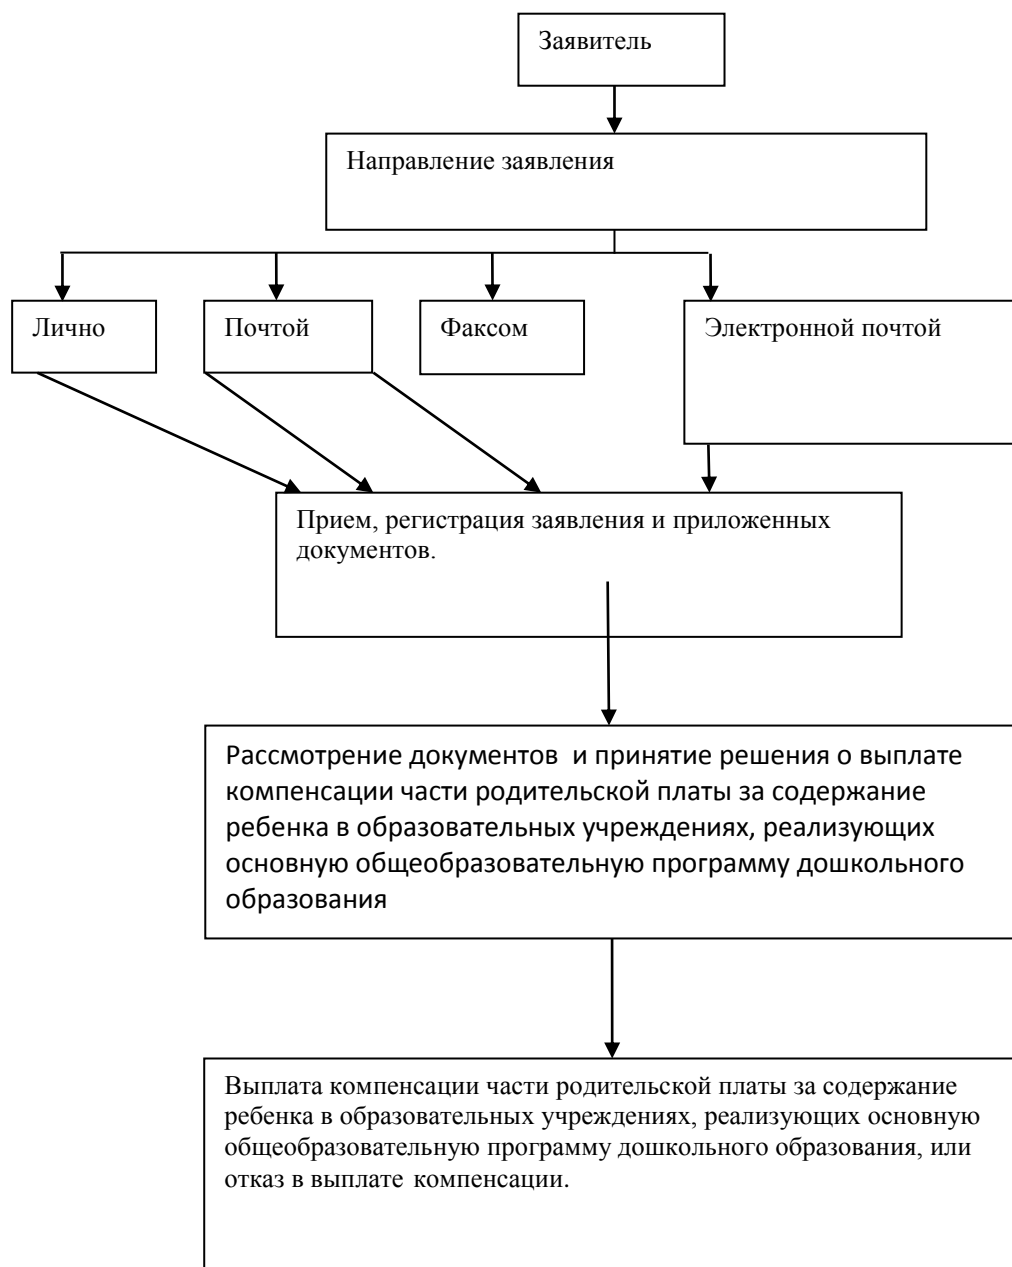 Заявитель
Направление заявления
Лично
Почтой
Факсом
Электронной почтой
Прием, регистрация заявления и приложенных
документов.
Рассмотрение документов  и принятие решения о выплате
компенсации части родительской платы за содержание
ребенка в образовательных учреждениях, реализующих
основную общеобразовательную программу дошкольного
образования
Выплата компенсации части родительской платы за содержание
ребенка в образовательных учреждениях, реализующих основную
общеобразовательную программу дошкольного образования, или
отказ в выплате компенсации.